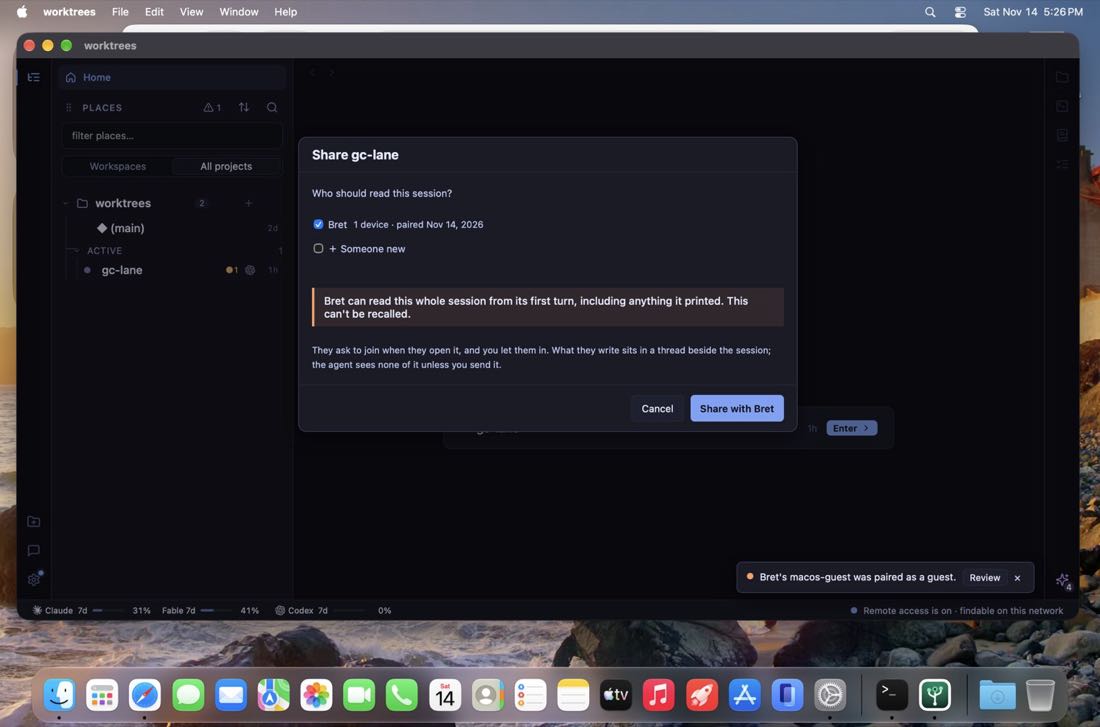 worktrees File Edit View Window Help
Sat Nov 14 5:26 PM
worktrees
Home
PLACES
1
filter places...
Workspaces
All projects
worktrees 2 +
(main) 2d
ACTIVE 1
gc-lane 1 1h
Share gc-lane
Who should read this session?
Bret 1 device · paired Nov 14, 2026
+ Someone new
Bret can read this whole session from its first turn, including anything it printed. This
can't be recalled.
They ask to join when they open it, and you let them in. What they write sits in a thread beside the session;
the agent sees none of it unless you send it.
Cancel
Share with Bret
1h
Enter >
Bret's macos-guest was paired as a guest.
Review
×
4
Claude 7d 31% Fable 7d 41% Codex 7d 0%
Remote access is on · findable on this network
Sat
14
tv
>_